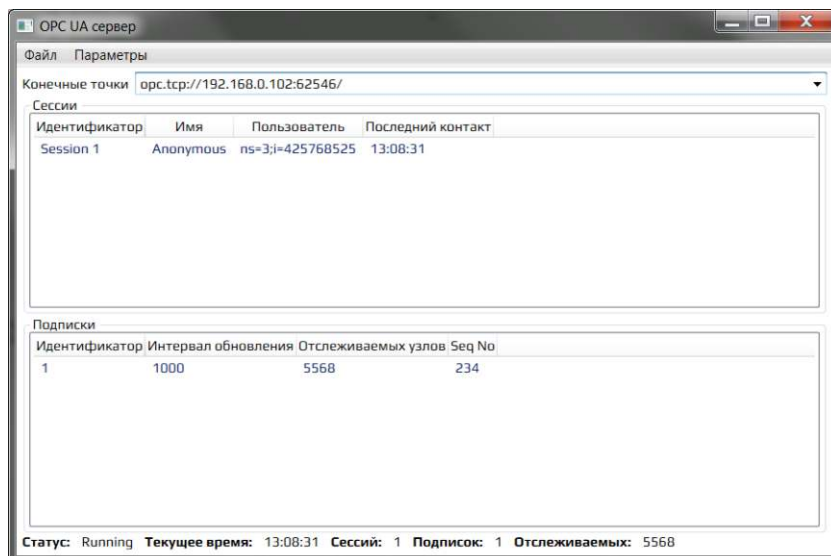 OPC UA сервер
Файл Параметры
Конечные точки opc.tcp://192.168.0.102:62546/
Сессии
Идентификатор Имя Пользователь Последний контакт
Session 1 Anonymous ns=3;i=425768525 13:08:31
Подписки
Идентификатор Интервал обновления Отслеживаемых узлов Seq No
1 1000 5568 234
Статус: Running Текущее время: 13:08:31 Сессий: 1 Подписок: 1 Отслеживаемых: 5568